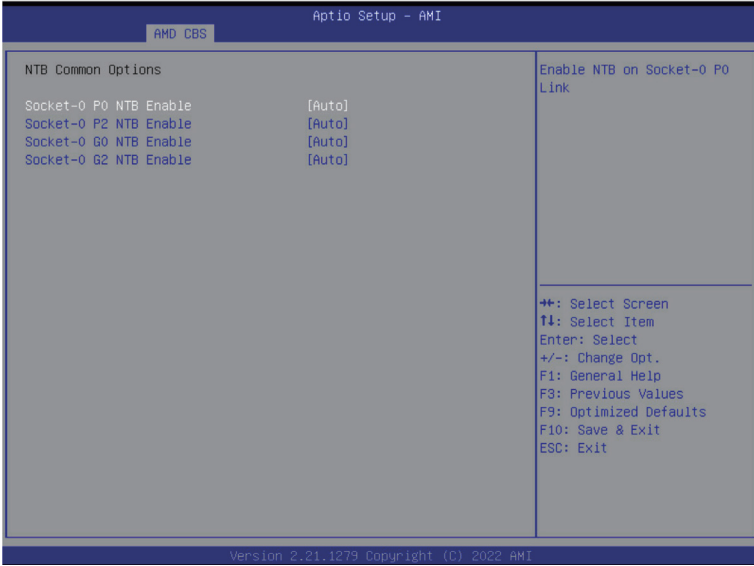 Aptio Setup – AMI
AMD CBS
NTB Common Options
Socket-0 P0 NTB Enable [Auto]
Socket-0 P2 NTB Enable [Auto]
Socket-0 G0 NTB Enable [Auto]
Socket-0 G2 NTB Enable [Auto]
Enable NTB on Socket-0 P0
Link
→←: Select Screen
↑↓: Select Item
Enter: Select
+/-: Change Opt.
F1: General Help
F3: Previous Values
F9: Optimized Defaults
F10: Save & Exit
ESC: Exit
Version 2.21.1279 Copyright (C) 2022 AMI